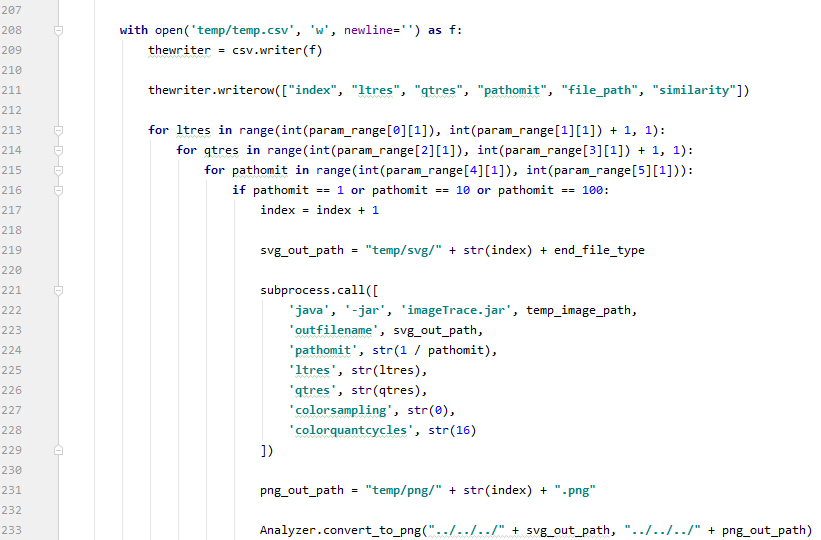 207
208 with open('temp/temp.csv', 'w', newline='') as f:
209 thewriter = csv.writer(f)
210
211 thewriter.writerow(["index", "ltres", "qtres", "pathomit", "file_path", "similarity"])
212
213 for ltres in range(int(param_range[0][1]), int(param_range[1][1]) + 1, 1):
214 for qtres in range(int(param_range[2][1]), int(param_range[3][1]) + 1, 1):
215 for pathomit in range(int(param_range[4][1]), int(param_range[5][1])):
216 if pathomit == 1 or pathomit == 10 or pathomit == 100:
217 index = index + 1
218
219 svg_out_path = "temp/svg/" + str(index) + end_file_type
220
221 subprocess.call([
222 'java', '-jar', 'imageTrace.jar', temp_image_path,
223 'outfilename', svg_out_path,
224 'pathomit', str(1 / pathomit),
225 'ltres', str(ltres),
226 'qtres', str(qtres),
227 'colorsampling', str(0),
228 'colorquantcycles', str(16)
229 ])
230
231 png_out_path = "temp/png/" + str(index) + ".png"
232
233 Analyzer.convert_to_png("../../../" + svg_out_path, "../../../" + png_out_path)